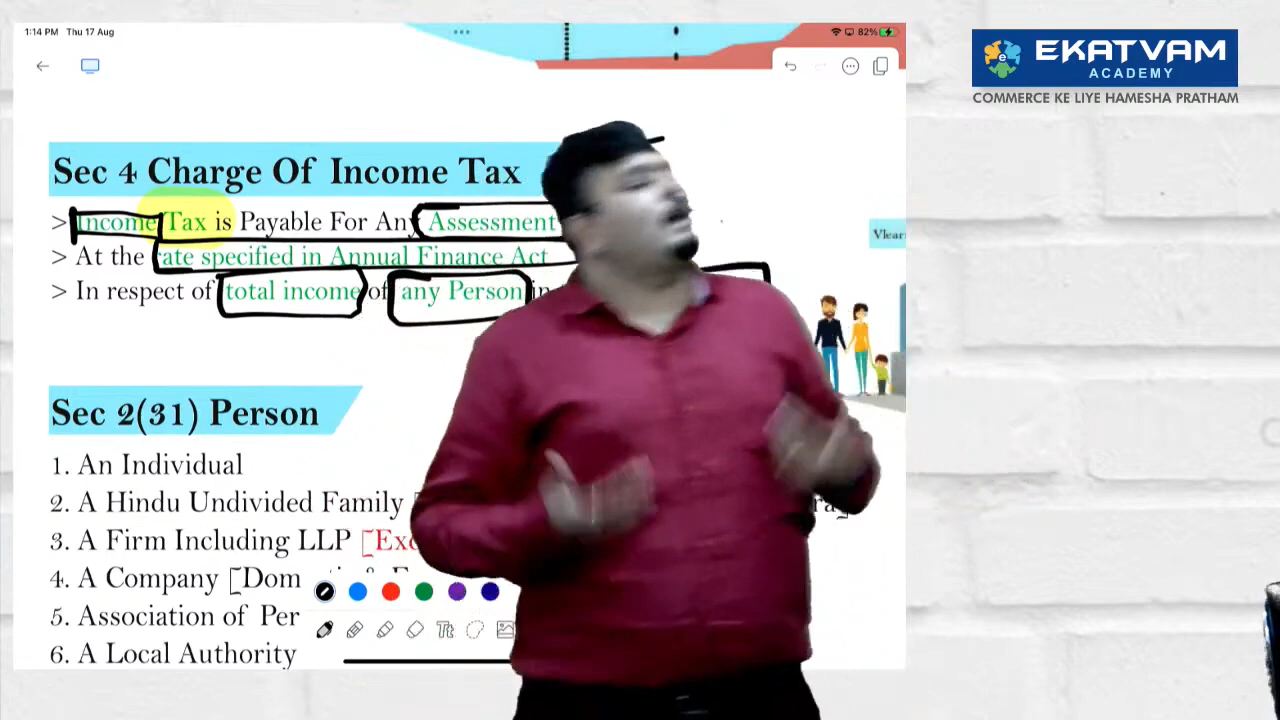 1:14 PM Thu 17 Aug
82%
EKATVAM
ACADEMY
COMMERCE KE LIYE HAMESHA PRATHAM
Sec 4 Charge Of Income Tax
> Income Tax is Payable For Any Assessment
> At the rate specified in Annual Finance Act
> In respect of total income of any Person in
Sec 2(31) Person
1. An Individual
2. A Hindu Undivided Family
3. A Firm Including LLP
4. A Company
5. Association of
6. A Local Authority
Tt